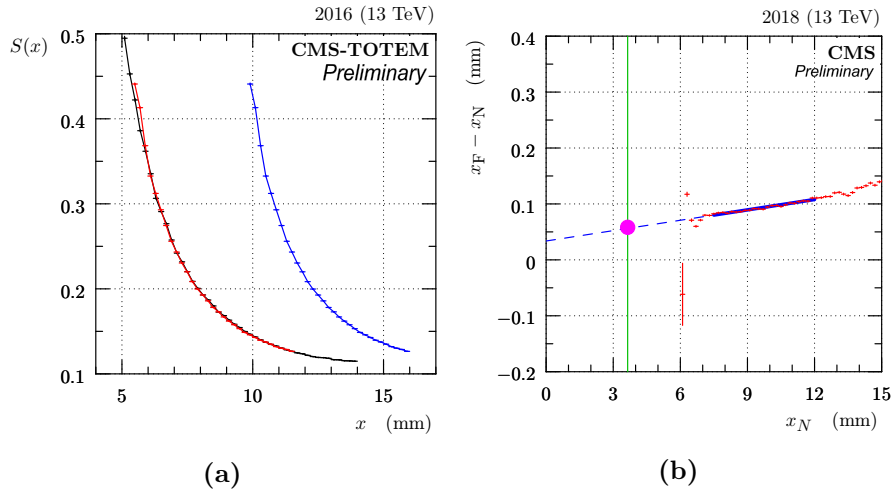 2016 (13 TeV)
S(x)
CMS-TOTEM
Preliminary
0.5
0.4
0.3
0.2
0.1
5
10
15
x (mm)
(a)
2018 (13 TeV)
x_F − x_N (mm)
CMS
Preliminary
0.4
0.3
0.2
0.1
0
−0.1
−0.2
0
3
6
9
12
15
x_N (mm)
(b)